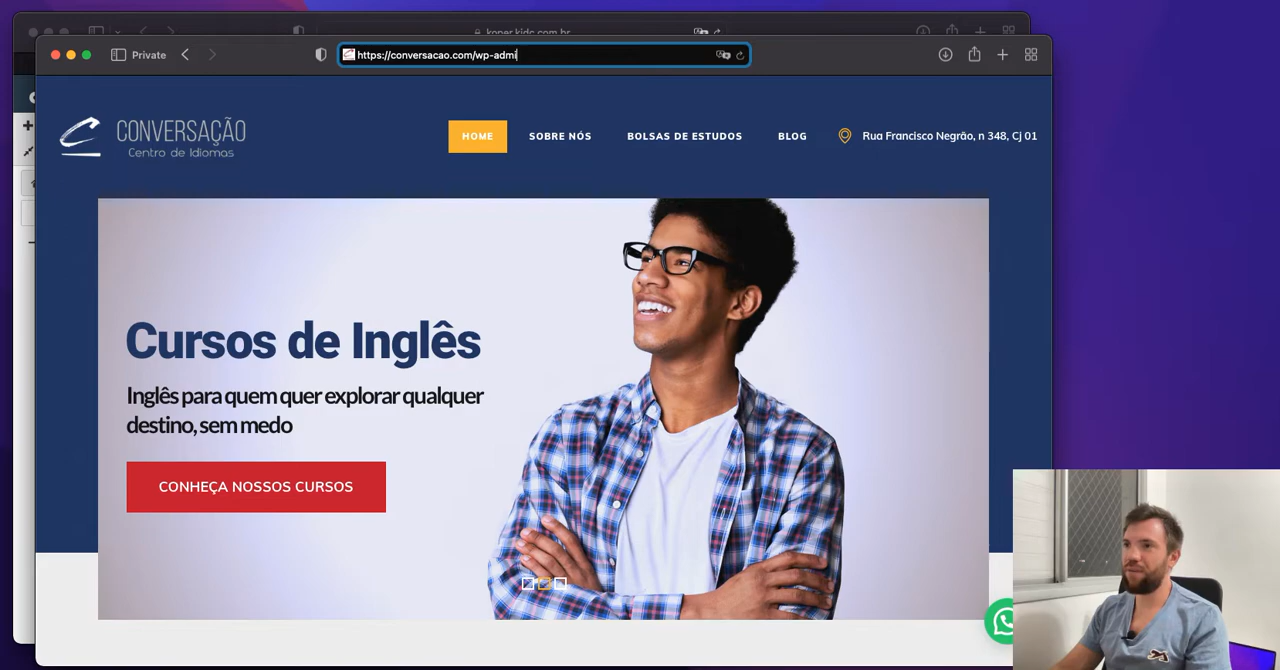 koper.kidc.com.br
Private
https://conversacao.com/wp-admi
CONVERSAÇÃO
Centro de Idiomas
HOME
SOBRE NÓS
BOLSAS DE ESTUDOS
BLOG
Rua Francisco Negrão, n 348, Cj 01
Cursos de Inglês
Inglês para quem quer explorar qualquer
destino, sem medo
CONHEÇA NOSSOS CURSOS